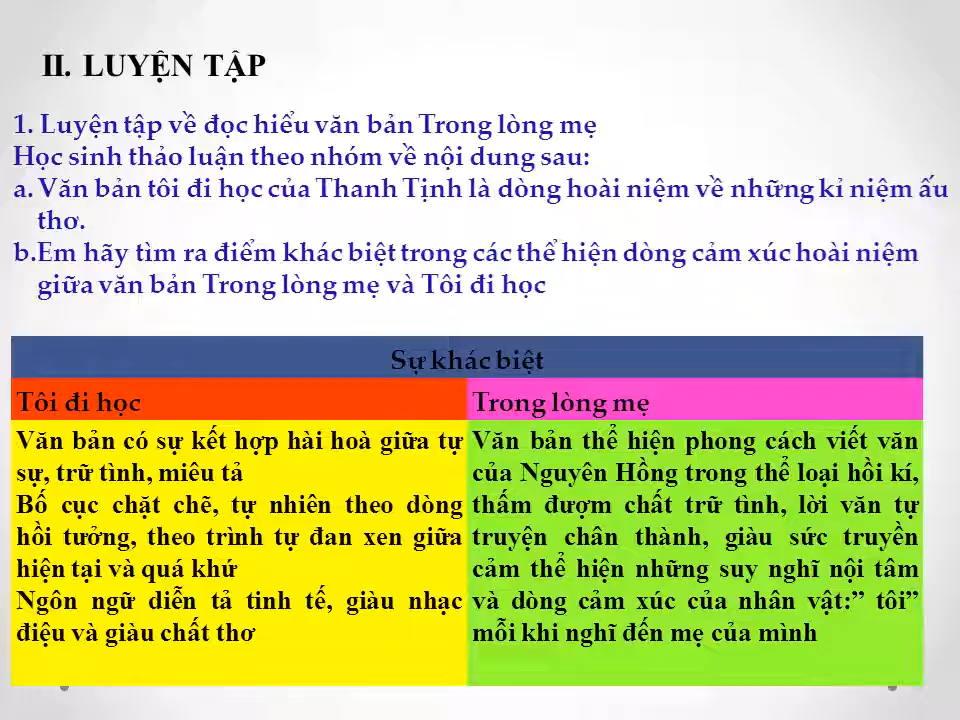 II. LUYỆN TẬP
1. Luyện tập về đọc hiểu văn bản Trong lòng mẹ
Học sinh thảo luận theo nhóm về nội dung sau:
a. Văn bản tôi đi học của Thanh Tịnh là dòng hoài niệm về những kỉ niệm ấu
thơ.
b.Em hãy tìm ra điểm khác biệt trong các thể hiện dòng cảm xúc hoài niệm
giữa văn bản Trong lòng mẹ và Tôi đi học
Sự khác biệt
Tôi đi học
Văn bản có sự kết hợp hài hoà giữa tự
sự, trữ tình, miêu tả
Bố cục chặt chẽ, tự nhiên theo dòng
hồi tưởng, theo trình tự đan xen giữa
hiện tại và quá khứ
Ngôn ngữ diễn tả tinh tế, giàu nhạc
điệu và giàu chất thơ
Trong lòng mẹ
Văn bản thể hiện phong cách viết văn
của Nguyên Hồng trong thể loại hồi kí,
thấm đượm chất trữ tình, lời văn tự
truyện chân thành, giàu sức truyền
cảm thể hiện những suy nghĩ nội tâm
và dòng cảm xúc của nhân vật:” tôi”
mỗi khi nghĩ đến mẹ của mình